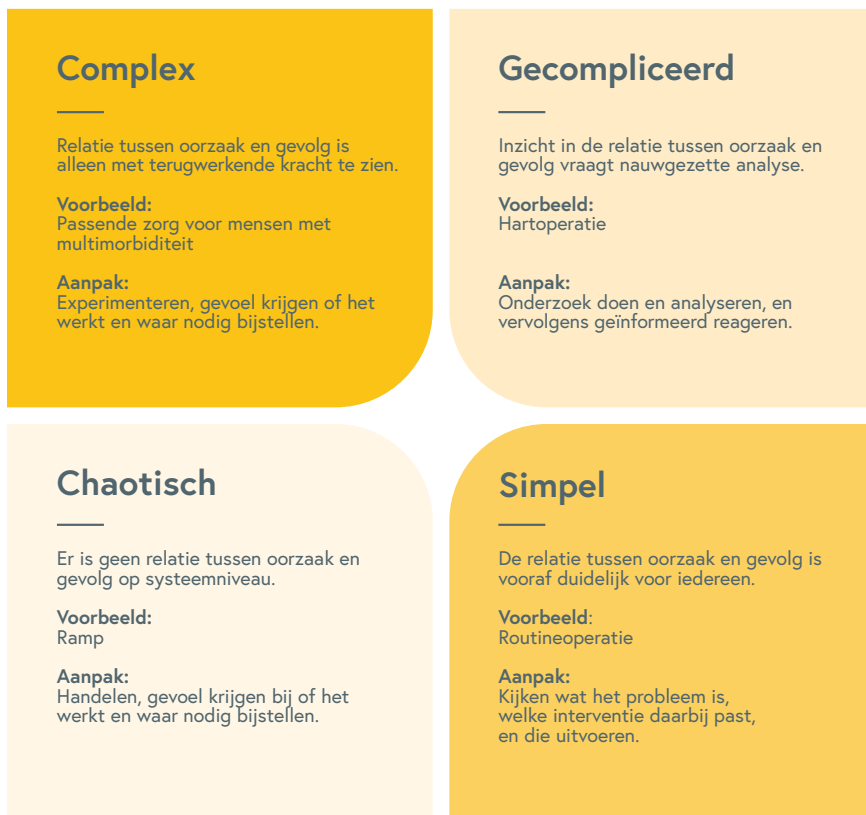 Complex
Relatie tussen oorzaak en gevolg is
alleen met terugwerkende kracht te zien.
Voorbeeld:
Passende zorg voor mensen met
multimorbiditeit
Aanpak:
Experimenteren, gevoel krijgen of het
werkt en waar nodig bijstellen.
Gecompliceerd
Inzicht in de relatie tussen oorzaak en
gevolg vraagt nauwgezette analyse.
Voorbeeld:
Hartoperatie
Aanpak:
Onderzoek doen en analyseren, en
vervolgens geïnformeerd reageren.
Chaotisch
Er is geen relatie tussen oorzaak en
gevolg op systeemniveau.
Voorbeeld:
Ramp
Aanpak:
Handelen, gevoel krijgen bij of het
werkt en waar nodig bijstellen.
Simpel
De relatie tussen oorzaak en gevolg is
vooraf duidelijk voor iedereen.
Voorbeeld:
Routineoperatie
Aanpak:
Kijken wat het probleem is,
welke interventie daarbij past,
en die uitvoeren.